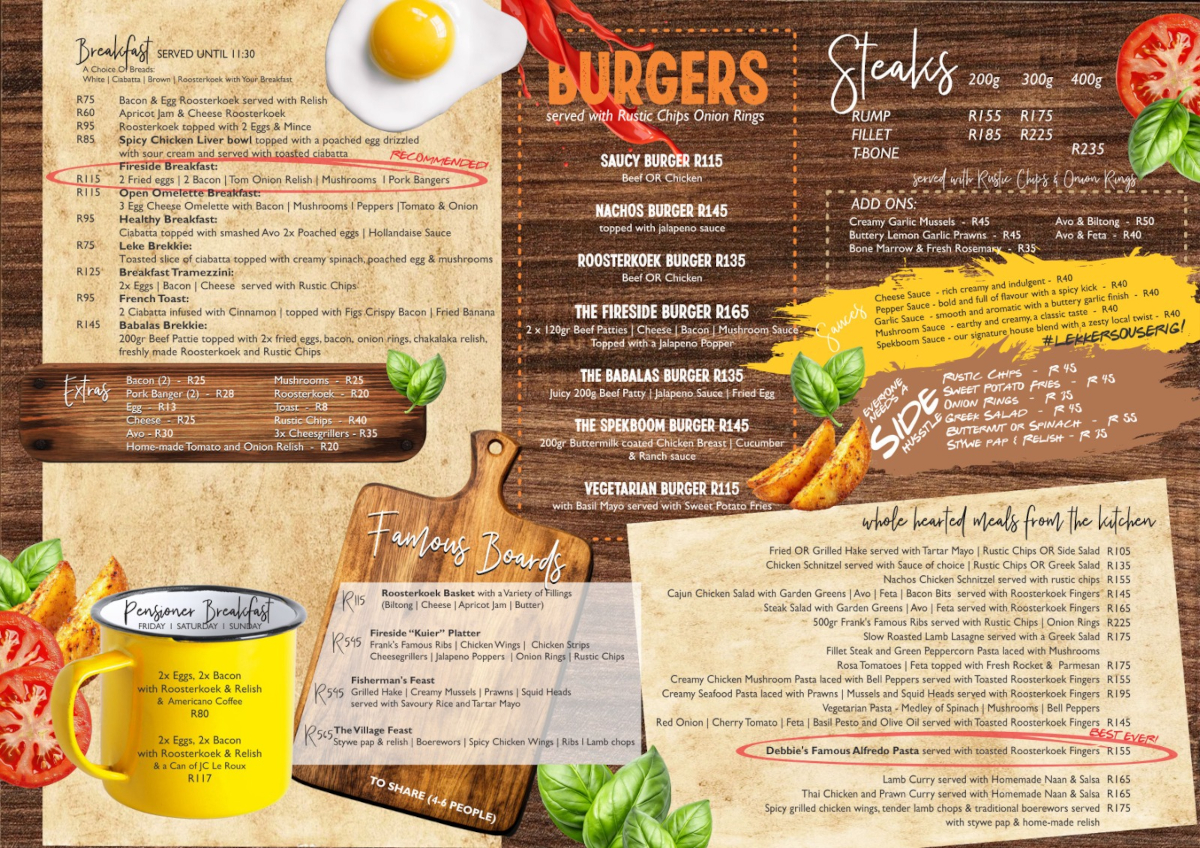 Breakfast SERVED UNTIL 11:30
A Choice Of Breads:
White | Ciabatta | Brown | Roosterkoek with Your Breakfast
R75 Bacon & Egg Roosterkoek served with Relish
R60 Apricot Jam & Cheese Roosterkoek
R95 Roosterkoek topped with 2 Eggs & Mince
R85 Spicy Chicken Liver bowl topped with a poached egg drizzled
with sour cream and served with toasted ciabatta
RECOMMENDED!
Fireside Breakfast:
R115 2 Fried eggs | 2 Bacon | Tom Onion Relish | Mushrooms I Pork Bangers
R115 Open Omelette Breakfast:
3 Egg Cheese Omelette with Bacon | Mushrooms I Peppers |Tomato & Onion
R95 Healthy Breakfast:
Ciabatta topped with smashed Avo 2x Poached eggs | Hollandaise Sauce
R75 Leke Brekkie:
Toasted slice of ciabatta topped with creamy spinach, poached egg & mushrooms
R125 Breakfast Tramezzini:
2x Eggs | Bacon | Cheese served with Rustic Chips
R95 French Toast:
2 Ciabatta infused with Cinnamon | topped with Figs Crispy Bacon | Fried Banana
R145 Babalas Brekkie:
200gr Beef Pattie topped with 2x fried eggs, bacon, onion rings, chakalaka relish,
freshly made Roosterkoek and Rustic Chips
Extras
Bacon (2) - R25
Pork Banger (2) - R28
Egg - R13
Cheese - R25
Avo - R30
Home-made Tomato and Onion Relish - R20
Mushrooms - R25
Roosterkoek - R20
Toast - R8
Rustic Chips - R40
3x Cheesgrillers - R35
Pensioner Breakfast
FRIDAY I SATURDAY I SUNDAY
2x Eggs, 2x Bacon
with Roosterkoek & Relish
& Americano Coffee
R80
2x Eggs, 2x Bacon
with Roosterkoek & Relish
& a Can of JC Le Roux
R117
Famous Boards
R115 Roosterkoek Basket with a Variety of Fillings
(Biltong | Cheese | Apricot Jam | Butter)
R545 Fireside “Kuier” Platter
Frank's Famous Ribs | Chicken Wings | Chicken Strips
Cheesegrillers | Jalapeno Poppers | Onion Rings | Rustic Chips
R595 Fisherman's Feast
Grilled Hake | Creamy Mussels | Prawns | Squid Heads
served with Savoury Rice and Tartar Mayo
R565 The Village Feast
Stywe pap & relish | Boerewors | Spicy Chicken Wings | Ribs I Lamb chops
TO SHARE (4-6 PEOPLE)
BURGERS
served with Rustic Chips Onion Rings
SAUCY BURGER R115
Beef OR Chicken
NACHOS BURGER R145
topped with jalapeno sauce
ROOSTERKOEK BURGER R135
Beef OR Chicken
THE FIRESIDE BURGER R165
2 x 120gr Beef Patties | Cheese | Bacon | Mushroom Sauce
Topped with a Jalapeno Popper
THE BABALAS BURGER R135
Juicy 200g Beef Patty | Jalapeno Sauce | Fried Egg
THE SPEKBOOM BURGER R145
200gr Buttermilk coated Chicken Breast | Cucumber
& Ranch sauce
VEGETARIAN BURGER R115
with Basil Mayo served with Sweet Potato Fries
Steaks 200g 300g 400g
RUMP R155 R175
FILLET R185 R225
T-BONE R235
served with Rustic Chips & Onion Rings
ADD ONS:
Creamy Garlic Mussels - R45
Buttery Lemon Garlic Prawns - R45
Bone Marrow & Fresh Rosemary - R35
Avo & Biltong - R50
Avo & Feta - R40
Sauces
Cheese Sauce - rich creamy and indulgent - R40
Pepper Sauce - bold and full of flavour with a spicy kick - R40
Garlic Sauce - smooth and aromatic with a buttery garlic finish - R40
Mushroom Sauce - earthy and creamy, a classic taste - R40
Spekboom Sauce - our signature house blend with a zesty local twist - R40
#LEKKERSOUSERIG!
EVERYONE
NEEDS A
SIDE
HUSSTLE
RUSTIC CHIPS - R 45
SWEET POTATO FRIES - R 45
ONION RINGS - R 35
GREEK SALAD - R 45
BUTTERNUT OR SPINACH - R 55
STYWE PAP & RELISH - R 35
whole hearted meals from the kitchen
Fried OR Grilled Hake served with Tartar Mayo | Rustic Chips OR Side Salad R105
Chicken Schnitzel served with Sauce of choice | Rustic Chips OR Greek Salad R135
Nachos Chicken Schnitzel served with rustic chips R155
Cajun Chicken Salad with Garden Greens | Avo | Feta | Bacon Bits served with Roosterkoek Fingers R145
Steak Salad with Garden Greens | Avo | Feta served with Roosterkoek Fingers R165
500gr Frank's Famous Ribs served with Rustic Chips | Onion Rings R225
Slow Roasted Lamb Lasagne served with a Greek Salad R175
Fillet Steak and Green Peppercorn Pasta laced with Mushrooms
Rosa Tomatoes | Feta topped with Fresh Rocket & Parmesan R175
Creamy Chicken Mushroom Pasta laced with Bell Peppers served with Toasted Roosterkoek Fingers R155
Creamy Seafood Pasta laced with Prawns | Mussels and Squid Heads served with Roosterkoek Fingers R195
Vegetarian Pasta - Medley of Spinach | Mushrooms | Bell Peppers
Red Onion | Cherry Tomato | Feta | Basil Pesto and Olive Oil served with Toasted Roosterkoek Fingers R145
BEST EVER!
Debbie's Famous Alfredo Pasta served with toasted Roosterkoek Fingers R155
Lamb Curry served with Homemade Naan & Salsa R165
Thai Chicken and Prawn Curry served with Homemade Naan & Salsa R165
Spicy grilled chicken wings, tender lamb chops & traditional boerewors served R175
with stywe pap & home-made relish